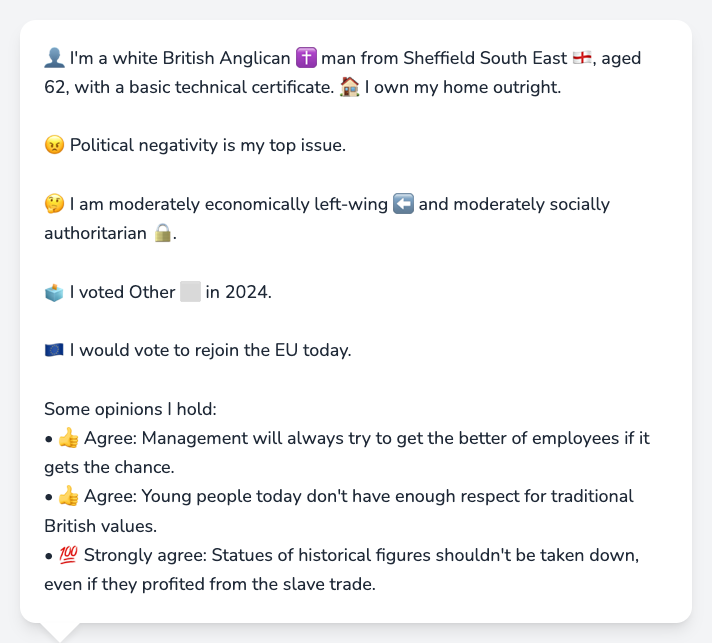 👤 I'm a white British Anglican ✝️ man from Sheffield South East 🏴󠁧󠁢󠁥󠁮󠁧󠁿, aged
62, with a basic technical certificate. 🏠 I own my home outright.
😠 Political negativity is my top issue.
🤔 I am moderately economically left-wing ⬅️ and moderately socially
authoritarian 🔒.
🗳️ I voted Other ⬜ in 2024.
🇪🇺 I would vote to rejoin the EU today.
Some opinions I hold:
• 👍 Agree: Management will always try to get the better of employees if it
gets the chance.
• 👍 Agree: Young people today don't have enough respect for traditional
British values.
• 💯 Strongly agree: Statues of historical figures shouldn't be taken down,
even if they profited from the slave trade.